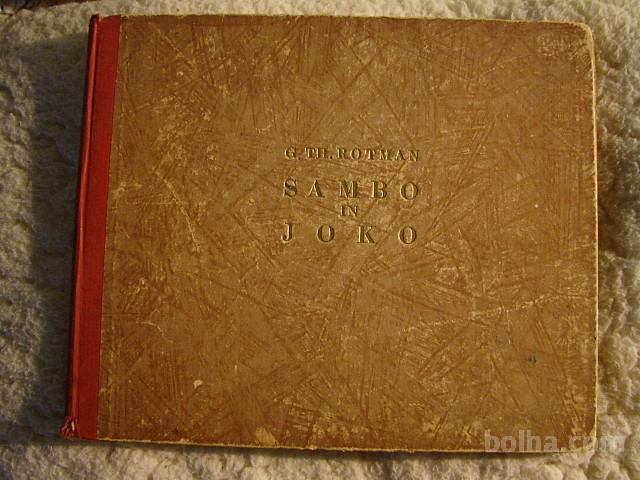 G. TH. ROTMAN
SAMBO
IN
JOKO
bolha.com